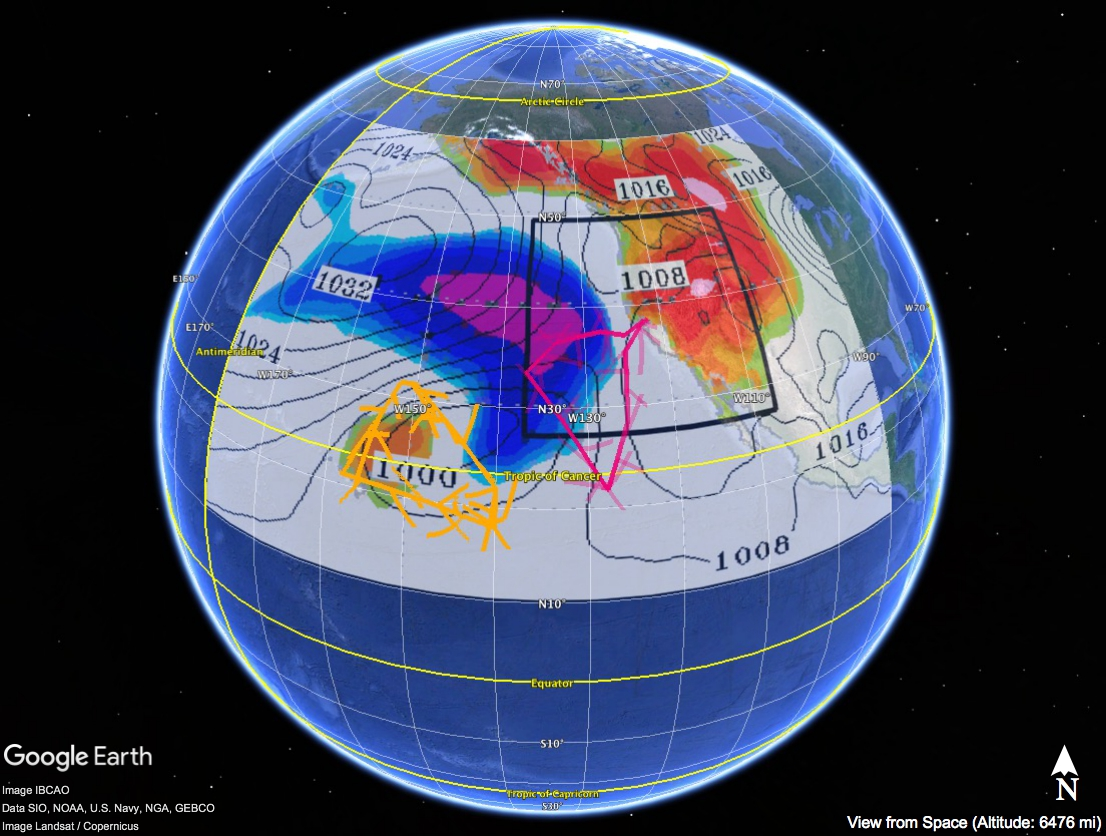 N70°
Arctic Circle
1024
1024
1016
1016
N50°
E160°
1032
1008
W70°
E170°
Antimeridian
1024
W170°
W90°
W110°
W150°
N30°
W130°
1016
1000
Tropic of Cancer
1008
N10°
Equator
S10°
Tropic of Capricorn
S30°
Google Earth
N
Image IBCAO
Data SIO, NOAA, U.S. Navy, NGA, GEBCO
Image Landsat / Copernicus
View from Space (Altitude: 6476 mi)